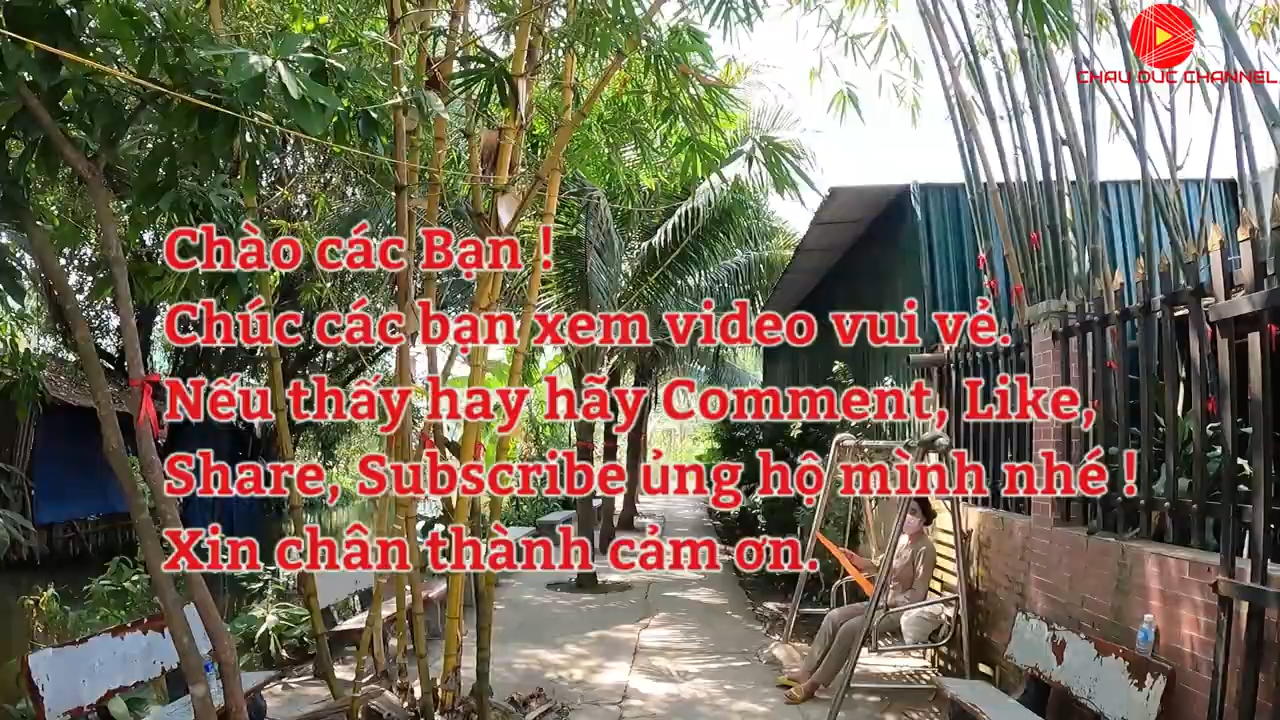 CHAU DUC CHANNEL
Chào các Bạn !
Chúc các bạn xem video vui vẻ.
Nếu thấy hay hãy Comment, Like,
Share, Subscribe ủng hộ mình nhé !
Xin chân thành cảm ơn.